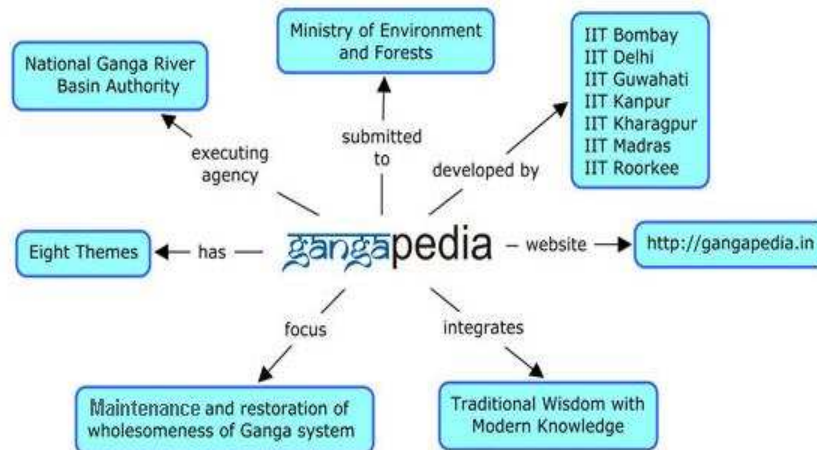 Ministry of Environment
and Forests
National Ganga River
Basin Authority
IIT Bombay
IIT Delhi
IIT Guwahati
IIT Kanpur
IIT Kharagpur
IIT Madras
IIT Roorkee
submitted
to
executing
agency
developed by
Eight Themes
has
gangapedia
website
http://gangapedia.in
focus
integrates
Maintenance and restoration of
wholesomeness of Ganga system
Traditional Wisdom with
Modern Knowledge